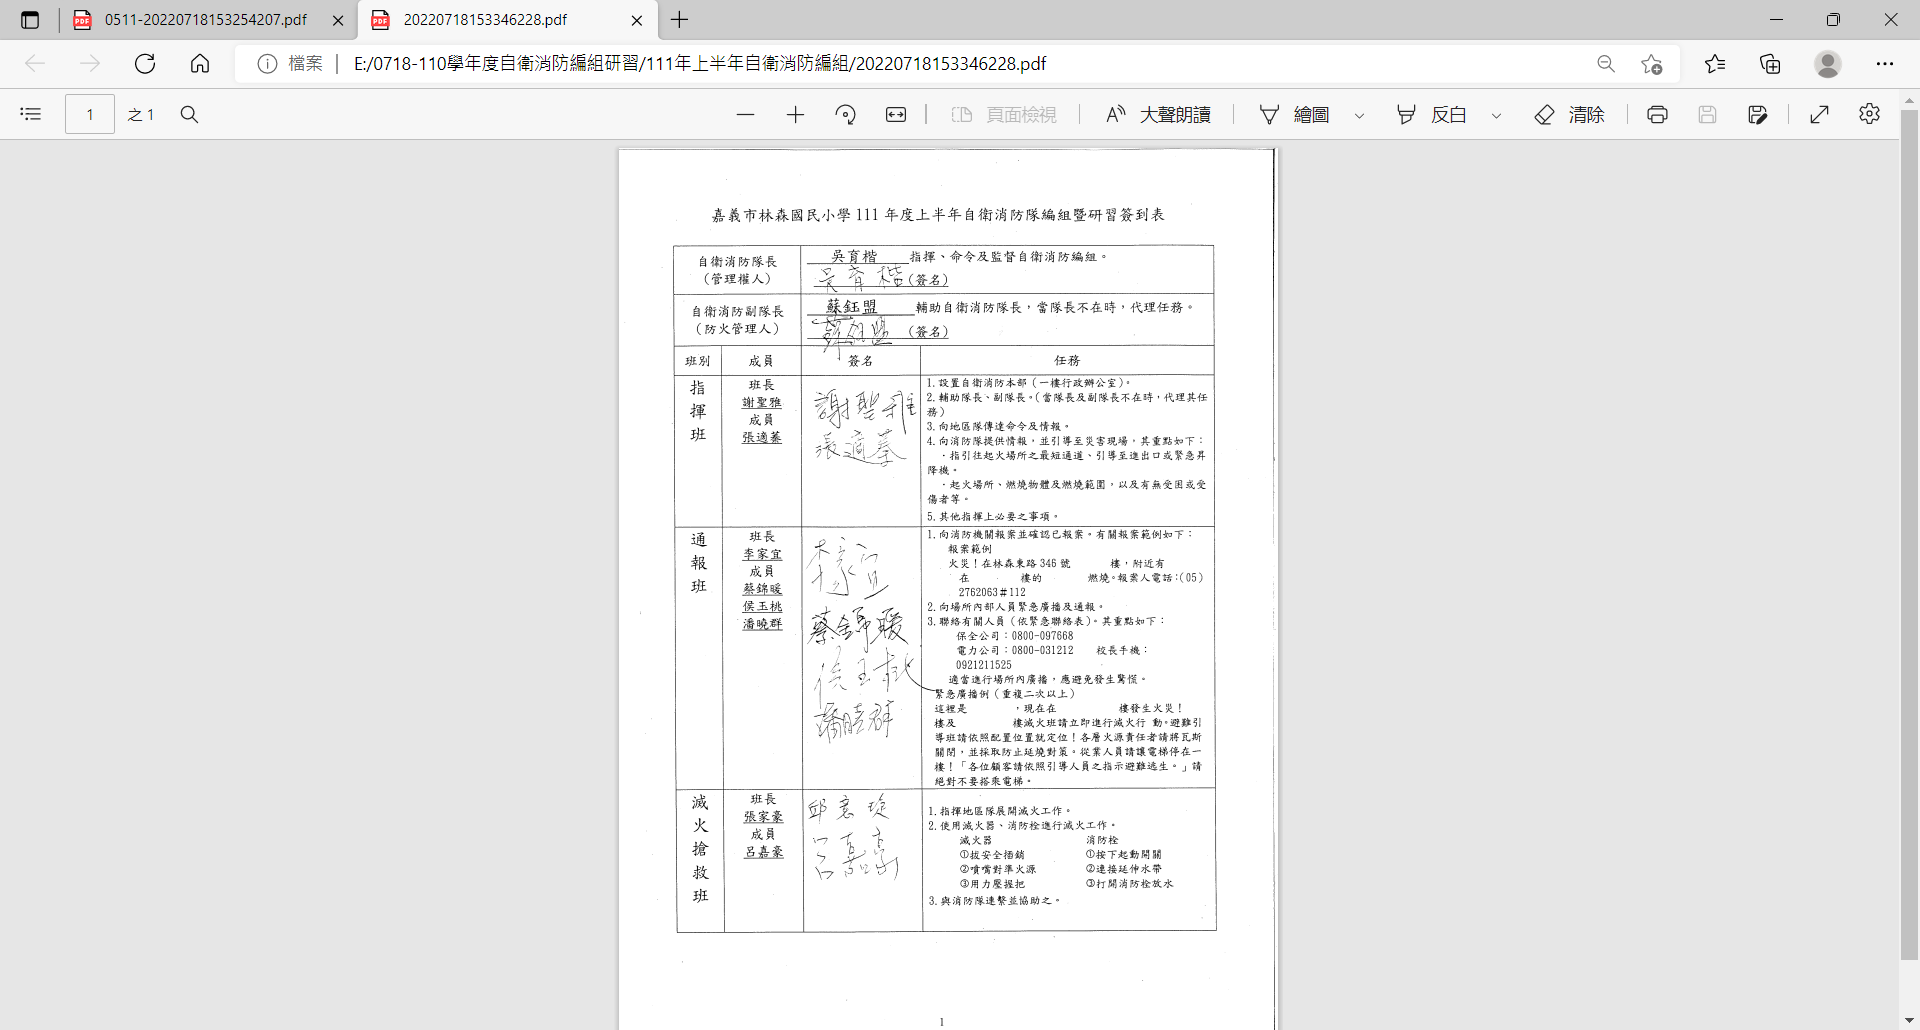 0511-20220718153254207.pdf
20220718153346228.pdf
檔案
E:/0718-110學年度自衛消防編組研習/111年上半年自衛消防編組/20220718153346228.pdf
1
之 1
頁面檢視
大聲朗讀
繪圖
反白
清除
嘉義市林森國民小學 111 年度上半年自衛消防隊編組暨研習簽到表
自衛消防隊長
(管理權人)
吳育楷 指揮、命令及監督自衛消防編組。
吳育楷 (簽名)
自衛消防副隊長
(防火管理人)
蘇鈺盟 輔助自衛消防隊長，當隊長不在時，代理任務。
蘇鈺盟 (簽名)
班別 成員 簽名 任務
指揮班
班長
謝聖雅
成員
張適蓁
謝聖雅
張適蓁
1.設置自衛消防本部（一樓行政辦公室）。
2.輔助隊長、副隊長。(當隊長及副隊長不在時，代理其任
務)
3.向地區隊傳達命令及情報。
4.向消防隊提供情報，並引導至災害現場，其重點如下：
・指引往起火場所之最短通道、引導至進出口或緊急昇
降機。
・起火場所、燃燒物體及燃燒範圍，以及有無受困或受
傷者等。
5.其他指揮上必要之事項。
通報班
班長
李家宜
成員
蔡錦暖
侯玉桃
潘曉群
李家宜
蔡錦暖
侯玉桃
潘曉群
1.向消防機關報案並確認已報案。有關報案範例如下：
報案範例
火災！在林森東路 346 號 樓，附近有
在 樓的 燃燒。報案人電話：(05)
2762063#112
2.向場所內部人員緊急廣播及通報。
3.聯絡有關人員（依緊急聯絡表）。其重點如下：
保全公司：0800-097668
電力公司：0800-031212 校長手機：
0921211525
適當進行場所內廣播，應避免發生驚慌。
緊急廣播例（重複二次以上）
這裡是 ，現在在 樓發生火災！
樓及 樓滅火班請立即進行滅火行 動。避難引
導班請依照配置位置就定位！各層火源責任者請將瓦斯
關閉，並採取防止延燒對策。從業人員請讓電梯停在一
樓！「各位顧客請依照引導人員之指示避難逃生。」請
絕對不要搭乘電梯。
滅火搶救班
班長
張家豪
成員
呂嘉豪
呂嘉豪
1.指揮地區隊展開滅火工作。
2.使用滅火器、消防栓進行滅火工作。
滅火器 消防栓
①拔安全插銷 ①按下起動開關
②噴嘴對準火源 ②連接延伸水帶
③用力壓握把 ③打開消防栓放水
3.與消防隊連繫並協助之。
1